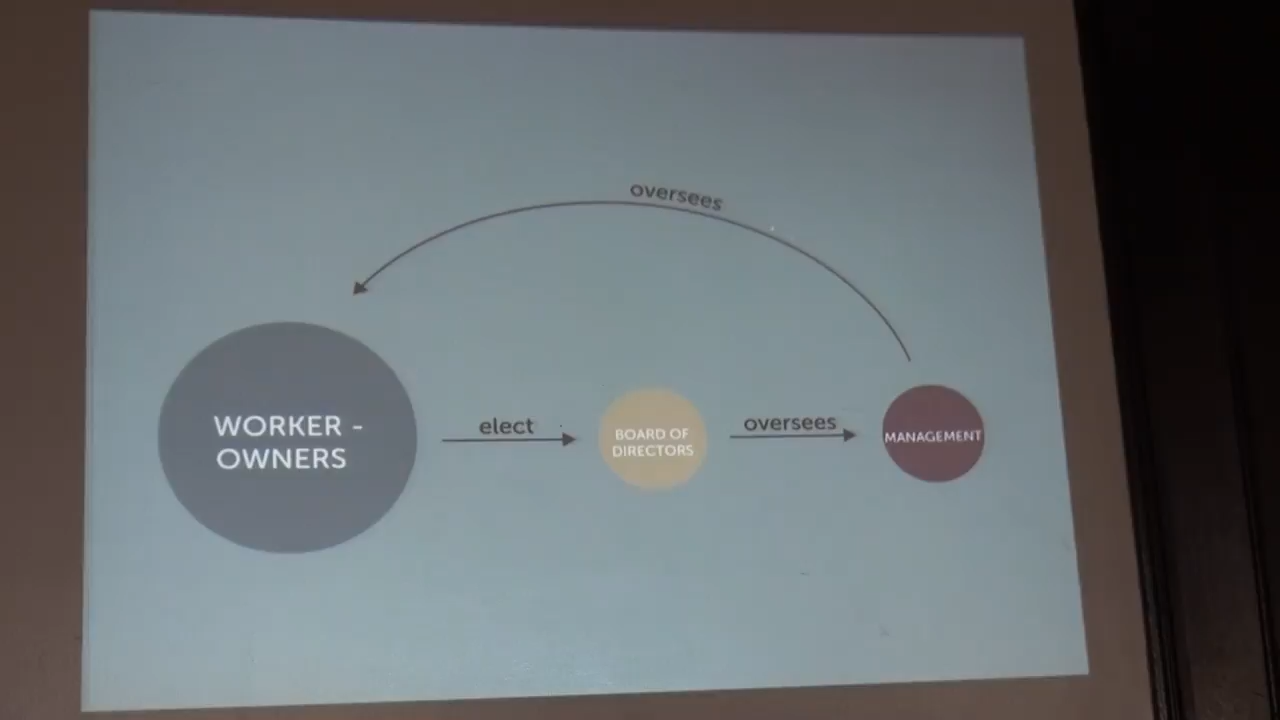 oversees
WORKER -
OWNERS
elect
BOARD OF
DIRECTORS
oversees
MANAGEMENT